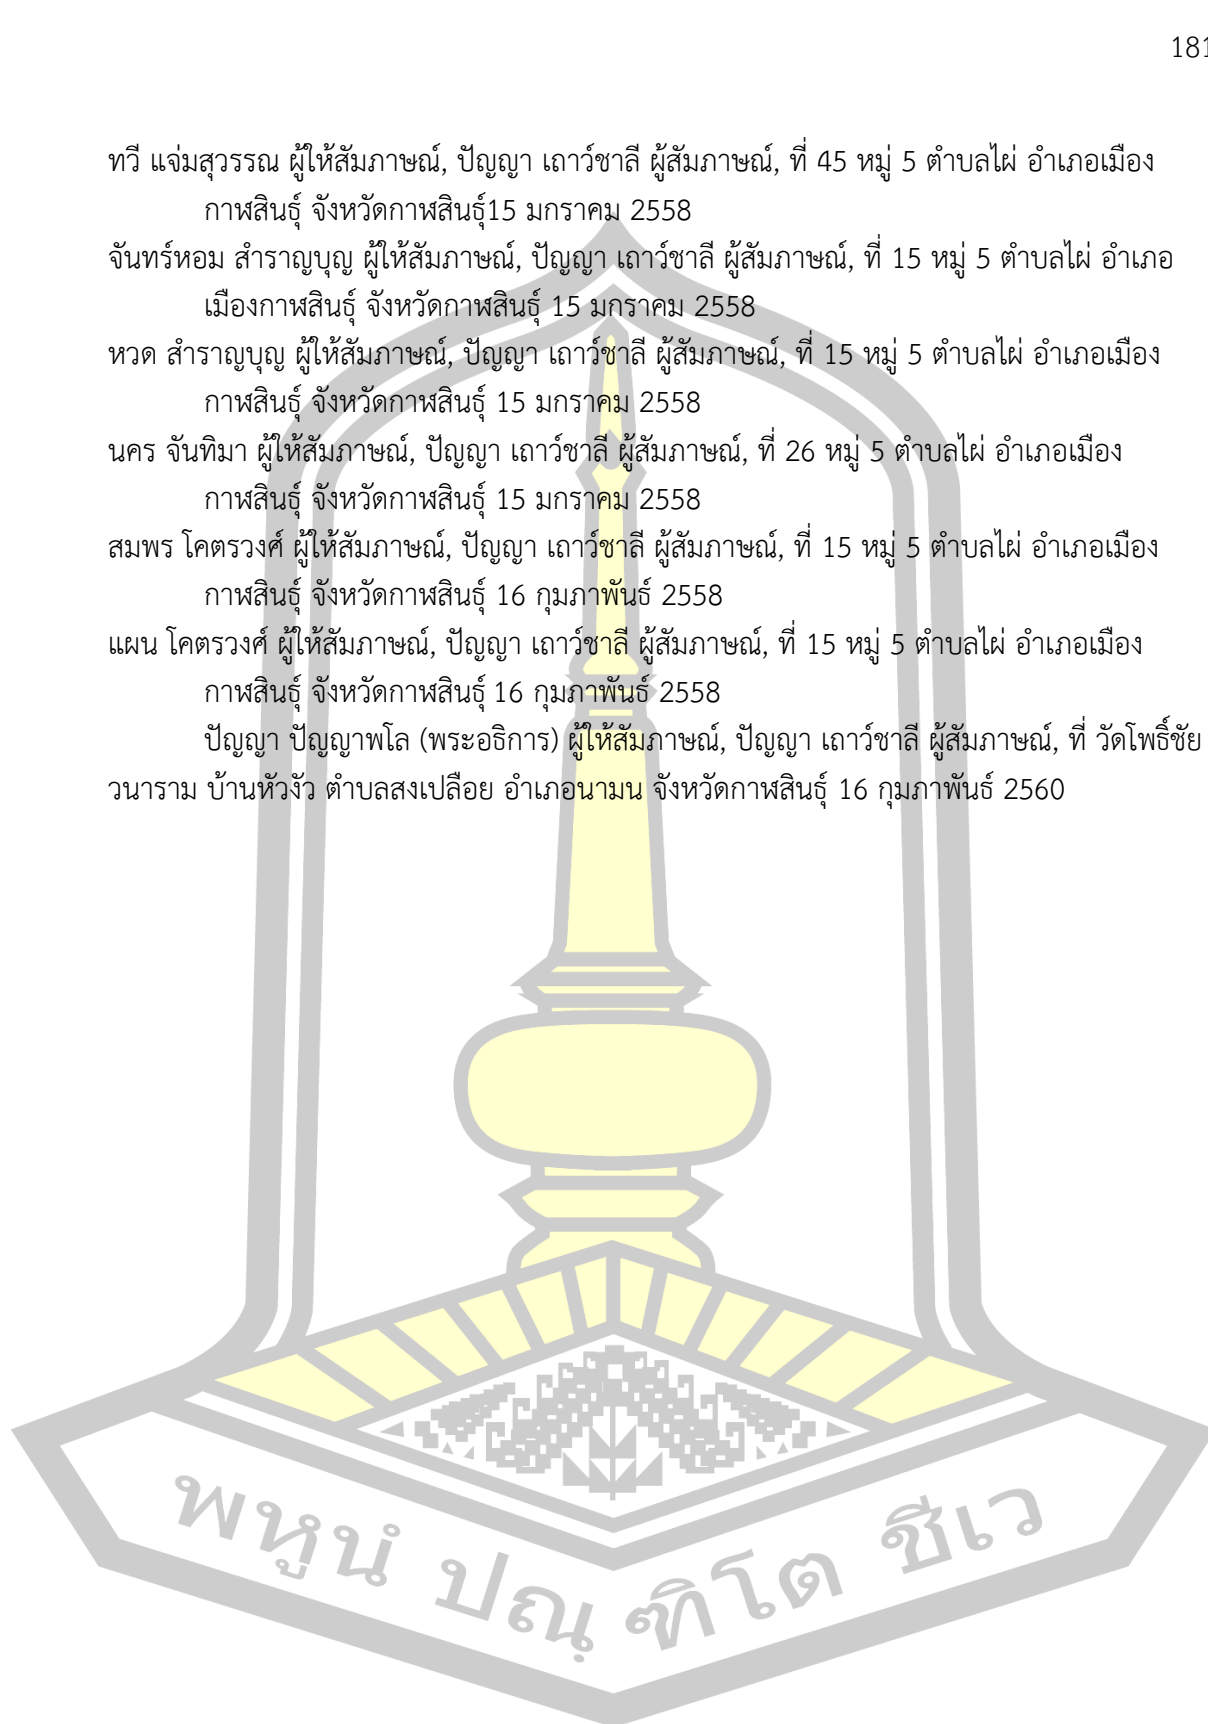 181
ทวี แจ่มสุวรรณ ผู้ให้สัมภาษณ์, ปัญญา เถาว์ชาลี ผู้สัมภาษณ์, ที่ 45 หมู่ 5 ตำบลไผ่ อำเภอเมือง
กาฬสินธุ์ จังหวัดกาฬสินธุ์15 มกราคม 2558
จันทร์หอม สำราญบุญ ผู้ให้สัมภาษณ์, ปัญญา เถาว์ชาลี ผู้สัมภาษณ์, ที่ 15 หมู่ 5 ตำบลไผ่ อำเภอ
เมืองกาฬสินธุ์ จังหวัดกาฬสินธุ์ 15 มกราคม 2558
หวด สำราญบุญ ผู้ให้สัมภาษณ์, ปัญญา เถาว์ชาลี ผู้สัมภาษณ์, ที่ 15 หมู่ 5 ตำบลไผ่ อำเภอเมือง
กาฬสินธุ์ จังหวัดกาฬสินธุ์ 15 มกราคม 2558
นคร จันทิมา ผู้ให้สัมภาษณ์, ปัญญา เถาว์ชาลี ผู้สัมภาษณ์, ที่ 26 หมู่ 5 ตำบลไผ่ อำเภอเมือง
กาฬสินธุ์ จังหวัดกาฬสินธุ์ 15 มกราคม 2558
สมพร โคตรวงศ์ ผู้ให้สัมภาษณ์, ปัญญา เถาว์ชาลี ผู้สัมภาษณ์, ที่ 15 หมู่ 5 ตำบลไผ่ อำเภอเมือง
กาฬสินธุ์ จังหวัดกาฬสินธุ์ 16 กุมภาพันธ์ 2558
แผน โคตรวงศ์ ผู้ให้สัมภาษณ์, ปัญญา เถาว์ชาลี ผู้สัมภาษณ์, ที่ 15 หมู่ 5 ตำบลไผ่ อำเภอเมือง
กาฬสินธุ์ จังหวัดกาฬสินธุ์ 16 กุมภาพันธ์ 2558
ปัญญา ปัญญาพโล (พระอธิการ) ผู้ให้สัมภาษณ์, ปัญญา เถาว์ชาลี ผู้สัมภาษณ์, ที่ วัดโพธิ์ชัย
วนาราม บ้านหัวงัว ตำบลสงเปลือย อำเภอนามน จังหวัดกาฬสินธุ์ 16 กุมภาพันธ์ 2560
พหูนํ ปณฺฑิโต ชีเว